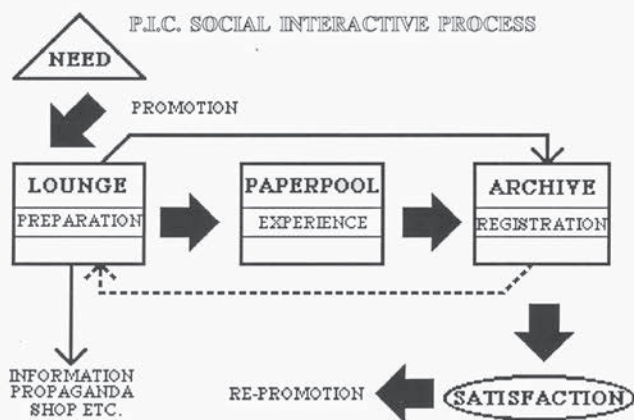 P.I.C. SOCIAL INTERACTIVE PROCESS
NEED
PROMOTION
LOUNGE
PREPARATION
PAPERPOOL
EXPERIENCE
ARCHIVE
REGISTRATION
INFORMATION
PROPAGANDA
SHOP ETC.
RE-PROMOTION
SATISFACTION